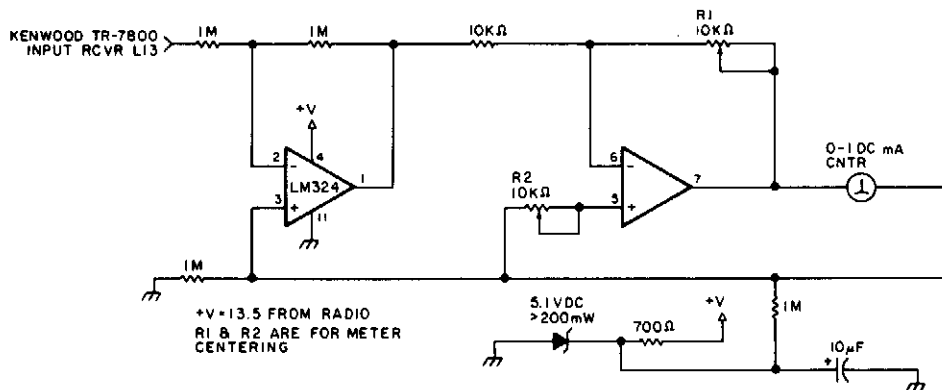 KENWOOD TR-7800
INPUT RCVR L13
1M
1M
10KΩ
R1
10KΩ
+V
2
-
4
LM324
1
3
+
11
6
-
7
5
+
R2
10KΩ
0-1 DC mA
CNTR
1M
+V=13.5 FROM RADIO
R1 & R2 ARE FOR METER
CENTERING
5.1VDC
>200mW
700Ω
+V
1M
10µF
+